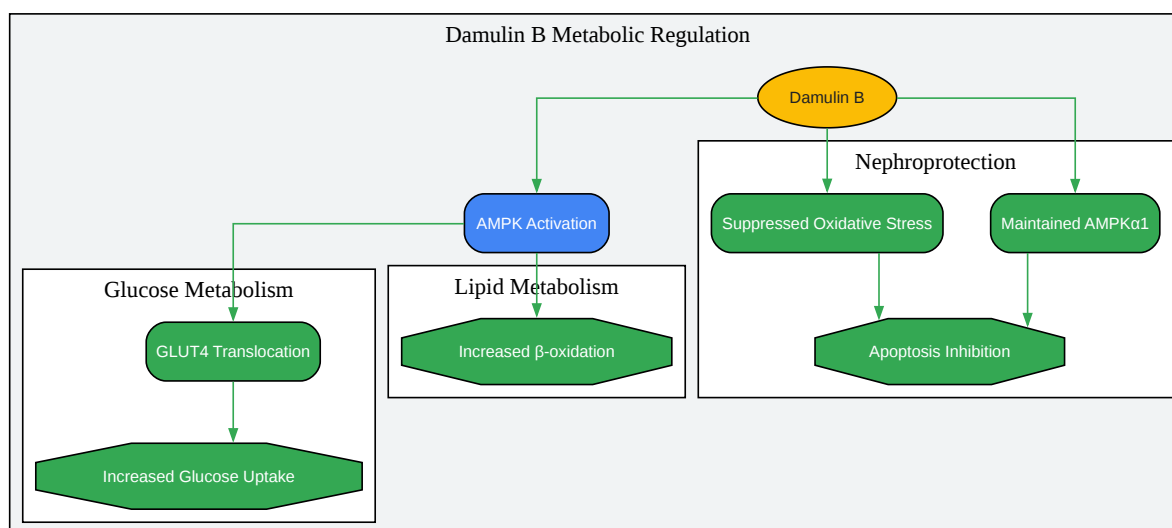 Damulin B Metabolic Regulation
Damulin B
Nephroprotection
AMPK Activation
Suppressed Oxidative Stress
Maintained AMPKα1
Glucose Metabolism
Lipid Metabolism
GLUT4 Translocation
Increased β-oxidation
Apoptosis Inhibition
Increased Glucose Uptake